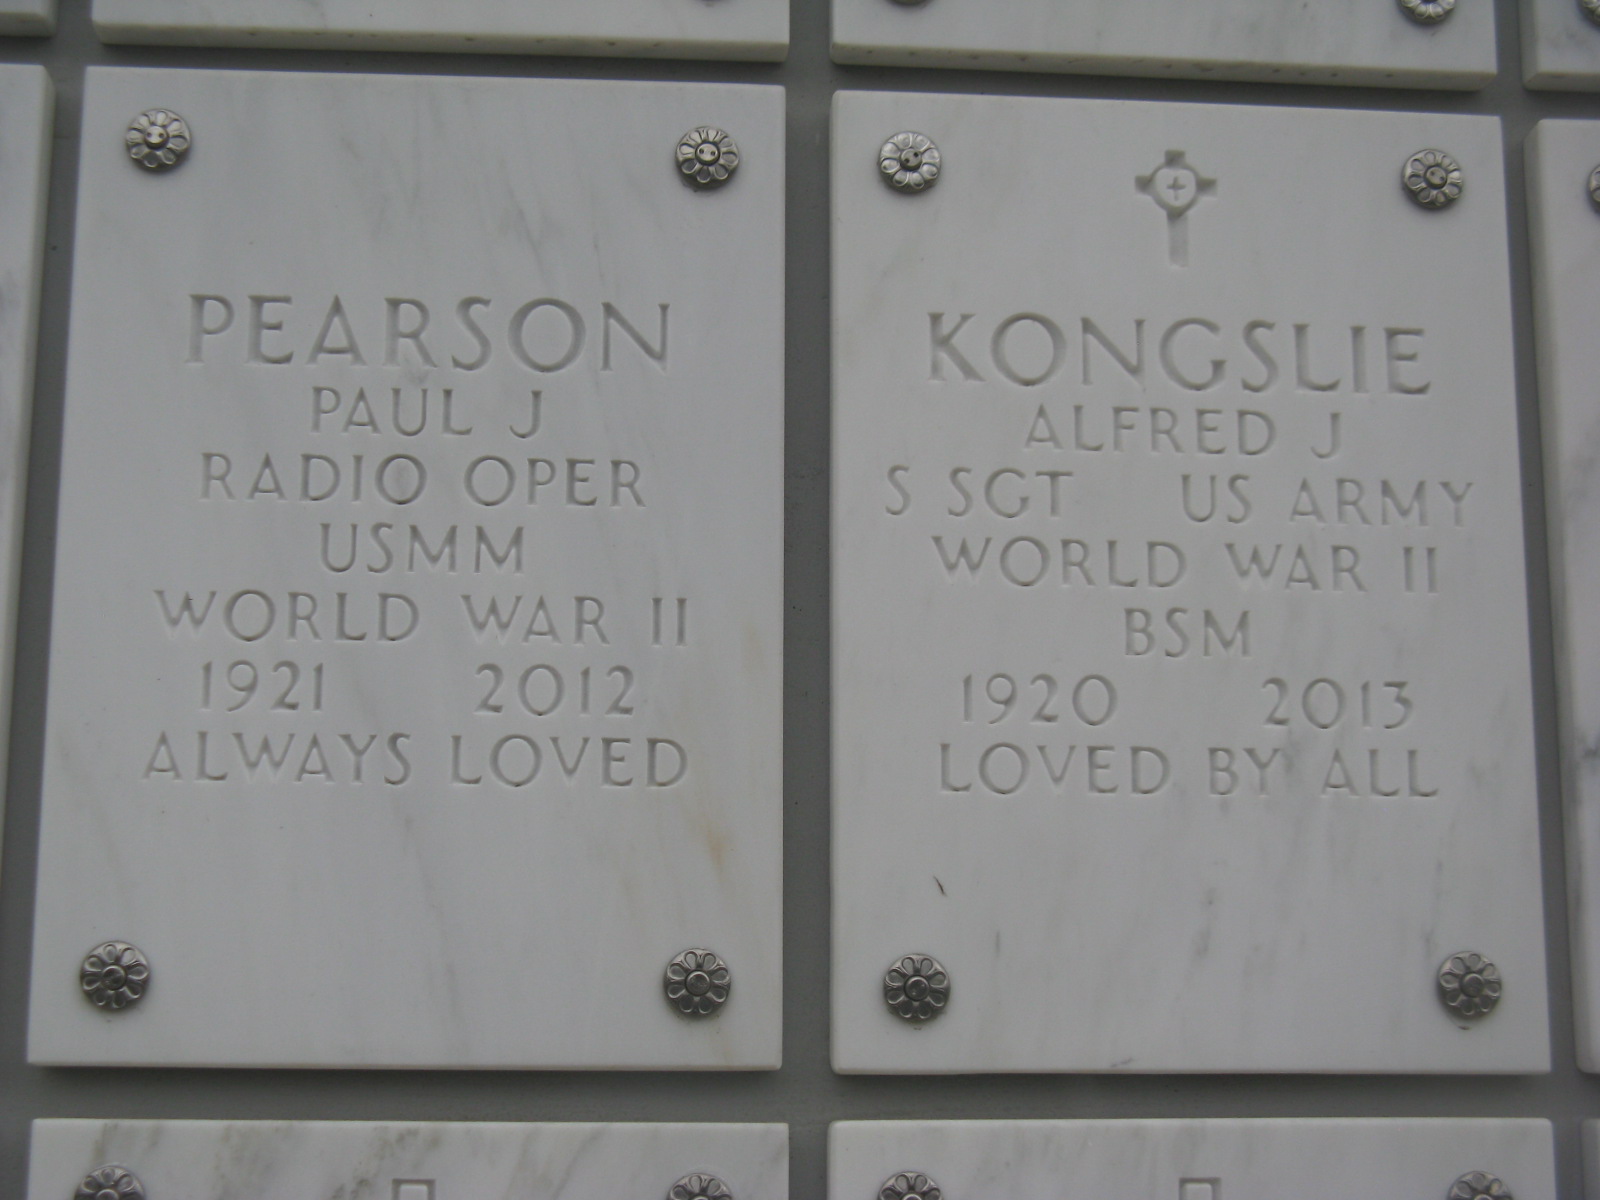 PEARSON
PAUL J
RADIO OPER
USMM
WORLD WAR II
1921 2012
ALWAYS LOVED
KONGSLIE
ALFRED J
S SGT US ARMY
WORLD WAR II
BSM
1920 2013
LOVED BY ALL